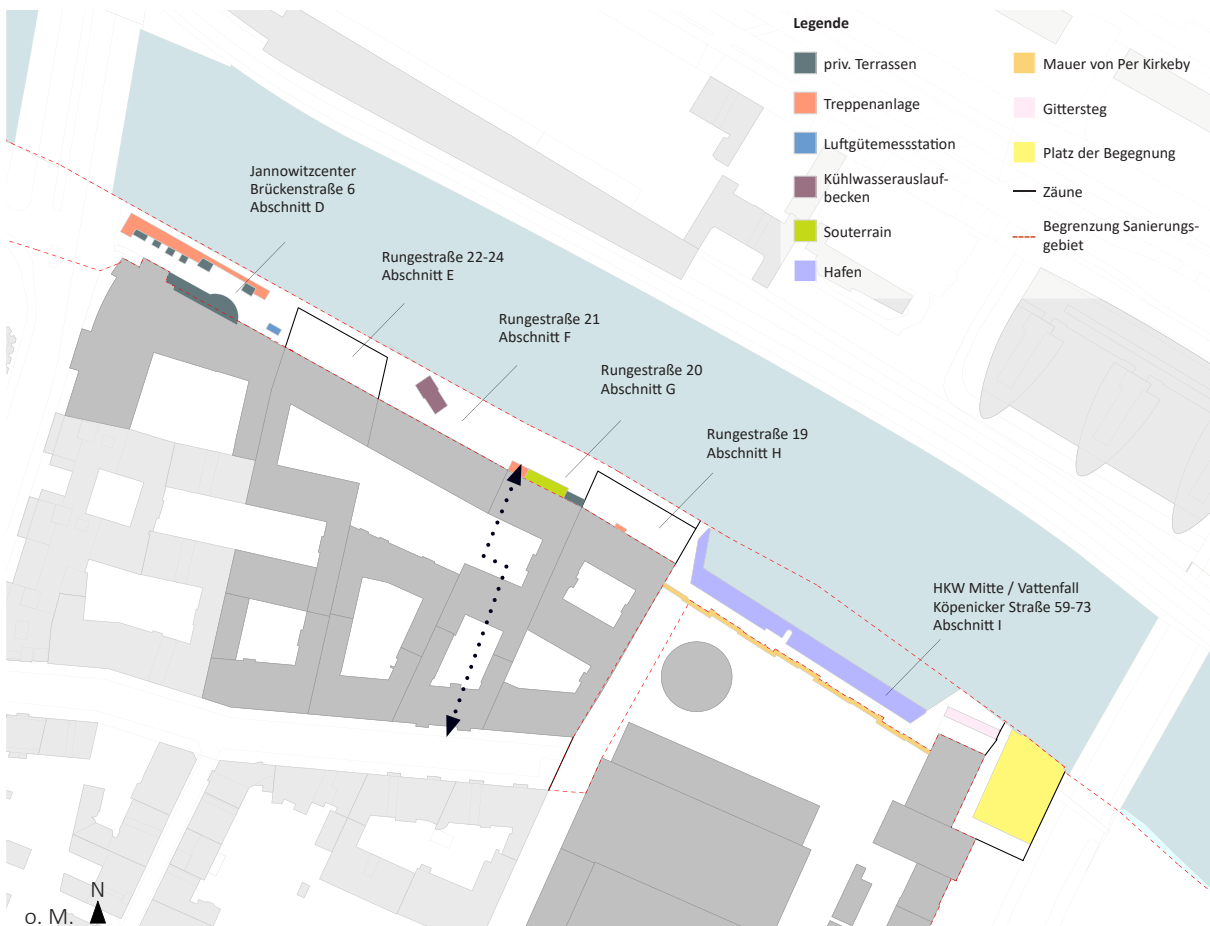 Legende
priv. Terrassen
Treppenanlage
Luftgütemessstation
Kühlwasserauslauf-
becken
Souterrain
Hafen
Mauer von Per Kirkeby
Gittersteg
Platz der Begegnung
Zäune
Begrenzung Sanierungs-
gebiet
Jannowitzcenter
Brückenstraße 6
Abschnitt D
Rungestraße 22-24
Abschnitt E
Rungestraße 21
Abschnitt F
Rungestraße 20
Abschnitt G
Rungestraße 19
Abschnitt H
HKW Mitte / Vattenfall
Köpenicker Straße 59-73
Abschnitt I
N
o. M.